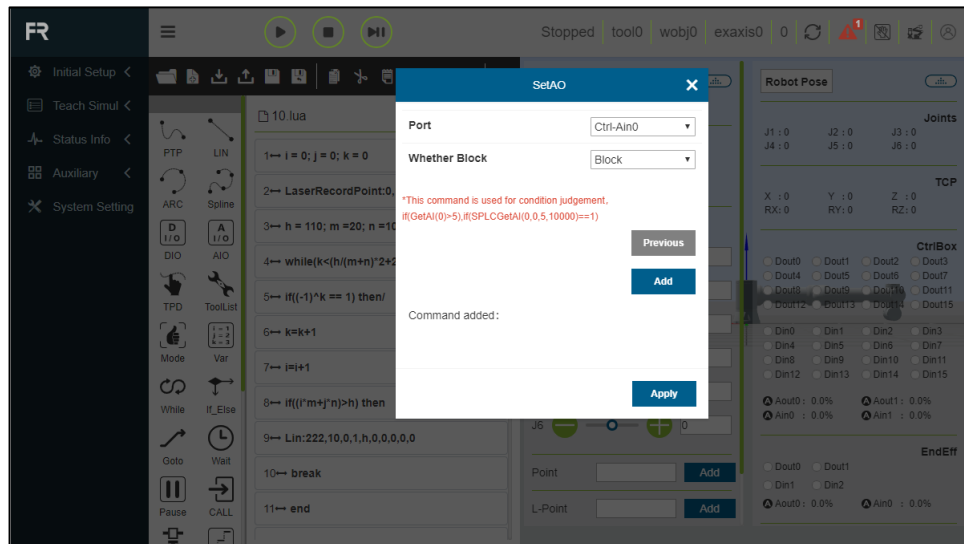 FR
Stopped tool0 wobj0 exaxis0 0 1
Initial Setup <
Teach Simul <
Status Info <
Auxiliary <
System Setting
PTP LIN
ARC Spline
D I/O A I/O
DIO AIO
TPD ToolList
i = 1
j = 2
k = 3
Mode Var
While If_Else
Goto Wait
Pause CALL
10.lua
1 i = 0; j = 0; k = 0
2 LaserRecordPoint:0,
3 h = 110; m =20; n =10
4 while(k<(h/(m+n)*2+2
5 if((-1)^k == 1) then/
6 k=k+1
7 i=i+1
8 if((i*m+j*n)>h) then
9 Lin:222,10,0,1,h,0,0,0,0,0
10 break
11 end
SetAO ×
Port Ctrl-Ain0
Whether Block Block
*This command is used for condition judgement,
if(GetAI(0)>5),if(SPLCGetAI(0,0,5,10000)==1)
Previous
Add
Command added:
Apply
J6 0
Point Add
L-Point Add
Robot Pose
Joints
J1 : 0 J2 : 0 J3 : 0
J4 : 0 J5 : 0 J6 : 0
TCP
X : 0 Y : 0 Z : 0
RX: 0 RY: 0 RZ: 0
CtrlBox
Dout0 Dout1 Dout2 Dout3
Dout4 Dout5 Dout6 Dout7
Dout8 Dout9 Dout10 Dout11
Dout12 Dout13 Dout14 Dout15
Din0 Din1 Din2 Din3
Din4 Din5 Din6 Din7
Din8 Din9 Din10 Din11
Din12 Din13 Din14 Din15
A Aout0 : 0.0% A Aout1 : 0.0%
A Ain0 : 0.0% A Ain1 : 0.0%
EndEff
Dout0 Dout1
Din1 Din2
A Aout0 : 0.0% A Ain0 : 0.0%